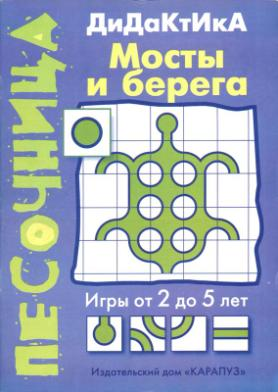 ДиДаКтИкА
Мосты и берега
ПЕСОЧНИЦА
Игры от 2 до 5 лет
Издательский дом «КАРАПУЗ»